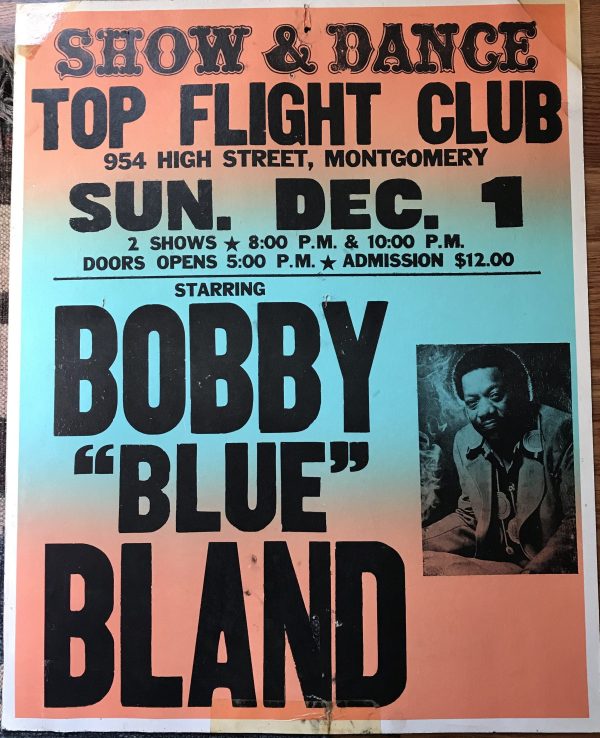 SHOW & DANCE
TOP FLIGHT CLUB
954 HIGH STREET, MONTGOMERY
SUN. DEC. 1
2 SHOWS ★ 8:00 P.M. & 10:00 P.M.
DOORS OPENS 5:00 P.M. ★ ADMISSION $12.00
STARRING
BOBBY
“BLUE”
BLAND